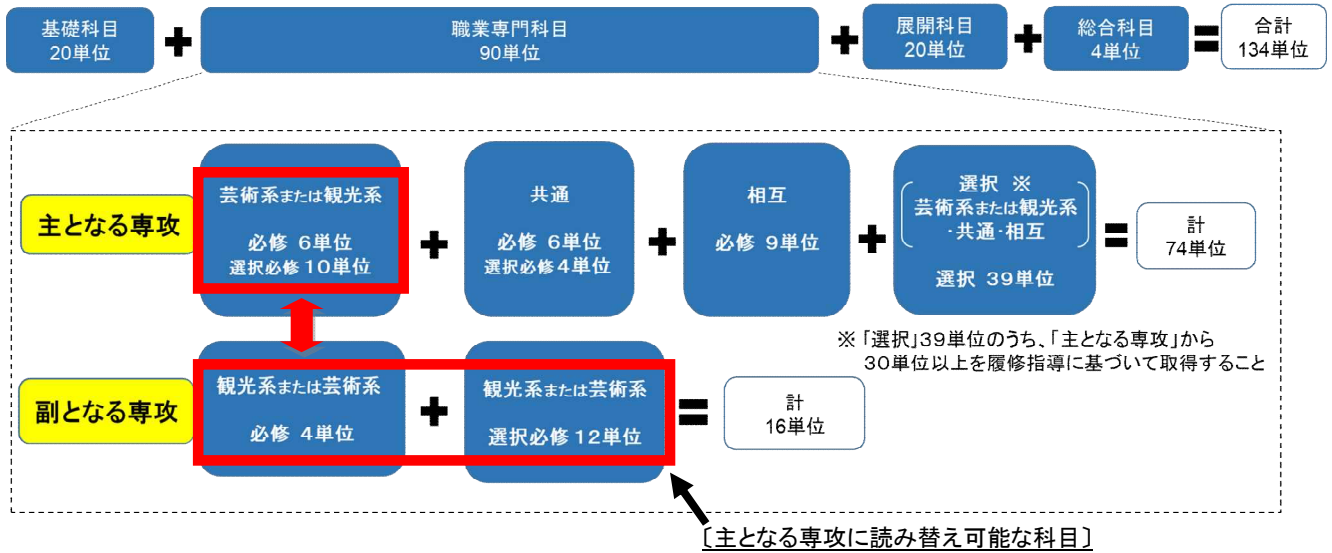 基礎科目
20単位
+
職業専門科目
90単位
+
展開科目
20単位
+
総合科目
4単位
=
合計
134単位
主となる専攻
芸術系または観光系
必修 6単位
選択必修10単位
+
共通
必修 6単位
選択必修4単位
+
相互
必修 9単位
+
選択 ※
芸術系または観光系
・共通・相互
選択 39単位
=
計
74単位
※「選択」39単位のうち、「主となる専攻」から
30単位以上を履修指導に基づいて取得すること
副となる専攻
観光系または芸術系
必修 4単位
+
観光系または芸術系
選択必修12単位
=
計
16単位
〔主となる専攻に読み替え可能な科目〕